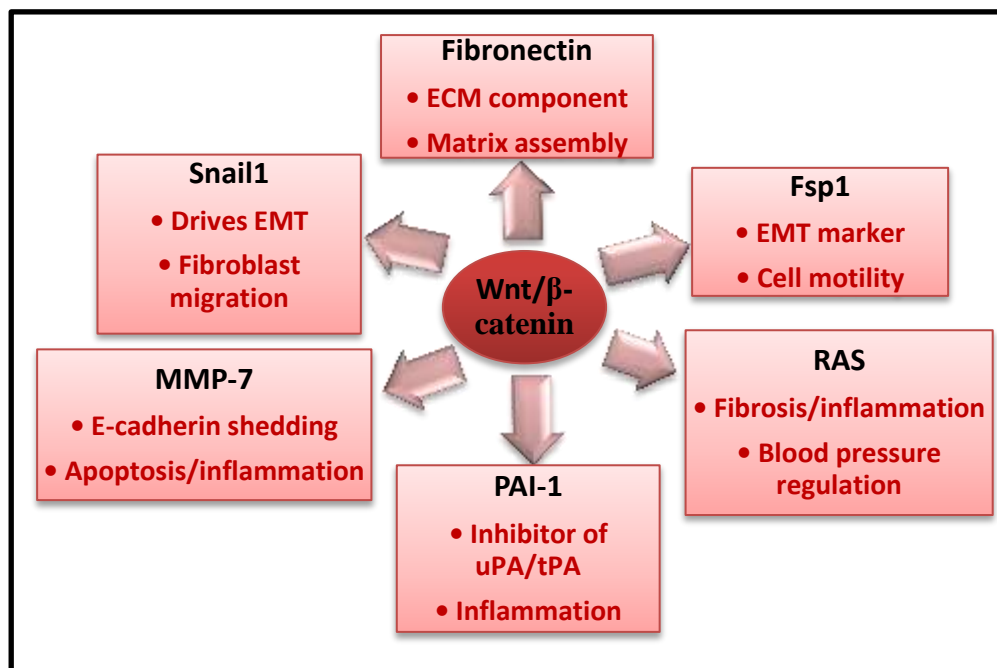 Fibronectin
• ECM component
• Matrix assembly
Snail1
• Drives EMT
• Fibroblast
migration
Fsp1
• EMT marker
• Cell motility
Wnt/β-
catenin
MMP-7
• E-cadherin shedding
• Apoptosis/inflammation
RAS
• Fibrosis/inflammation
• Blood pressure
regulation
PAI-1
• Inhibitor of
uPA/tPA
• Inflammation